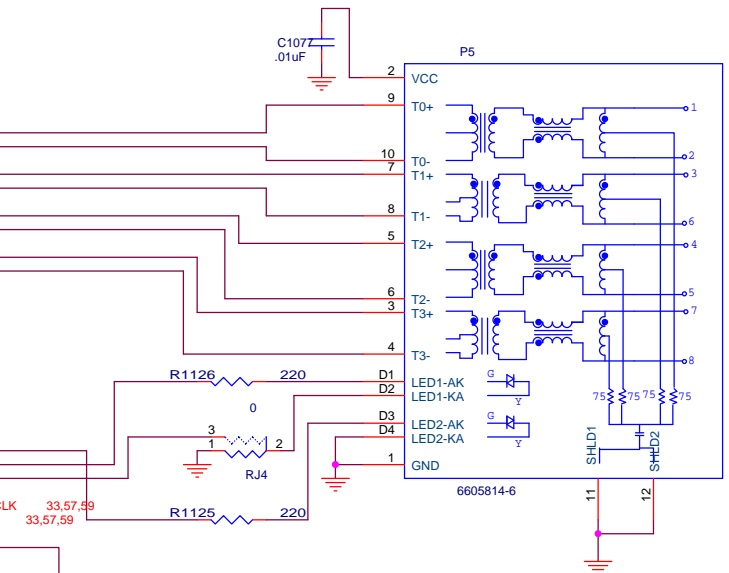 C1077
.01uF
P5
2 VCC
9 T0+
1
10 T0-
2
7 T1+
3
8 T1-
6
5 T2+
4
6 T2-
5
3 T3+
7
4 T3-
8
R1126 220 D1 LED1-AK G
D2 LED1-KA Y
75 75 75 75
0
D3 LED2-AK G
D4 LED2-KA Y
3
1 2
RJ4
1 GND
SHLD1
SHLD2
6605814-6
11
12
CLK 33,57,59
R1125 220
33,57,59